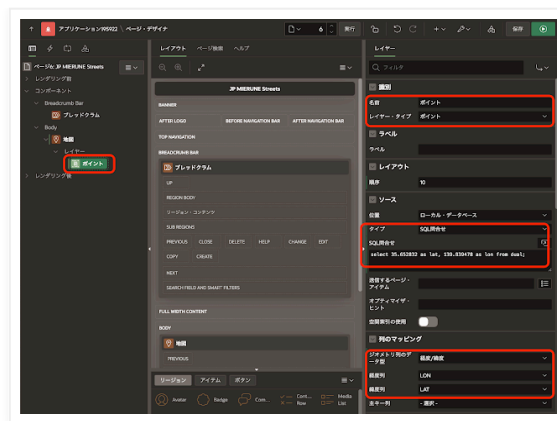 アプリケーション105922 \ ページ・デザイナ
6
実行
保存
レイアウト ページ検索 ヘルプ
レイヤー
ページ6: JP MIERUNE Streets
レンダリング前
コンポーネント
Breadcrumb Bar
ブレッドクラム
Body
地図
レイヤー
ポイント
レンダリング後
JP MIERUNE Streets
BANNER
AFTER LOGO BEFORE NAVIGATION BAR AFTER NAVIGATION BAR
TOP NAVIGATION
BREADCRUMB BAR
ブレッドクラム
UP
REGION BODY
リージョン・コンテンツ
SUB REGIONS
PREVIOUS CLOSE DELETE HELP CHANGE EDIT
COPY CREATE
NEXT
SEARCH FIELD AND SMART FILTERS
FULL WIDTH CONTENT
BODY
地図
PREVIOUS
リージョン アイテム ボタン
Avatar Badge Com... Cont... Row Media List
フィルタ
識別
名前 ポイント
レイヤー・タイプ ポイント
ラベル
ラベル
レイアウト
順序 10
ソース
位置 ローカル・データベース
タイプ SQL問合せ
SQL問合せ
select 35.652832 as lat, 139.839478 as lon from dual;
送信するページ・アイテム
オプティマイザ・ヒント
空間索引の使用
列のマッピング
ジオメトリ列のデータ型 経度/緯度
経度列 LON
緯度列 LAT
主キー列 - 選択 -